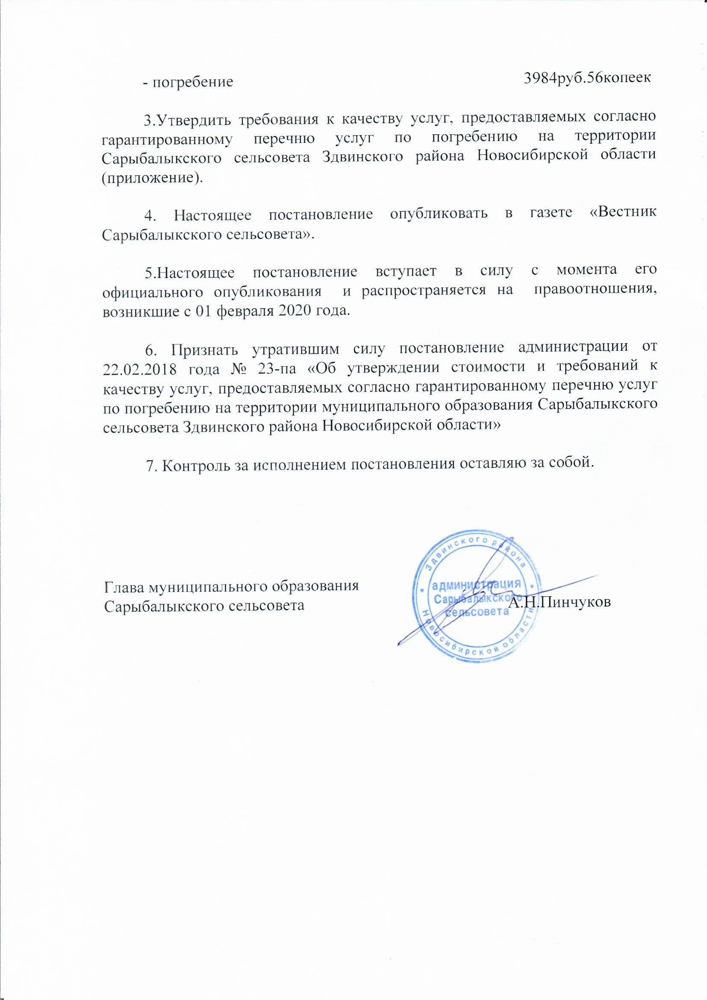 - погребение 3984руб.56копеек
3.Утвердить требования к качеству услуг, предоставляемых согласно
гарантированному перечню услуг по погребению на территории
Сарыбалыкского сельсовета Здвинского района Новосибирской области
(приложение).
4. Настоящее постановление опубликовать в газете «Вестник
Сарыбалыкского сельсовета».
5.Настоящее постановление вступает в силу с момента его
официального опубликования и распространяется на правоотношения,
возникшие с 01 февраля 2020 года.
6. Признать утратившим силу постановление администрации от
22.02.2018 года № 23-па «Об утверждении стоимости и требований к
качеству услуг, предоставляемых согласно гарантированному перечню услуг
по погребению на территории муниципального образования Сарыбалыкского
сельсовета Здвинского района Новосибирской области»
7. Контроль за исполнением постановления оставляю за собой.
Здвинского района
администрация
Сарыбалыкского
сельсовета
Новосибирской области
Глава муниципального образования
Сарыбалыкского сельсовета А.Н.Пинчуков